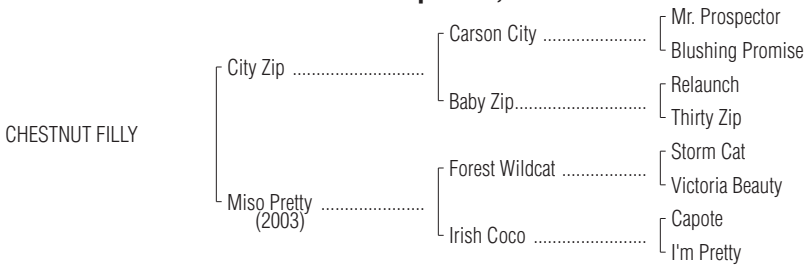 Mr. Prospector
Carson City ......................
Blushing Promise
City Zip ............................
Relaunch
Baby Zip............................
Thirty Zip
CHESTNUT FILLY
Storm Cat
Forest Wildcat ..................
Victoria Beauty
Miso Pretty ......................
(2003)
Capote
Irish Coco ........................
I'm Pretty